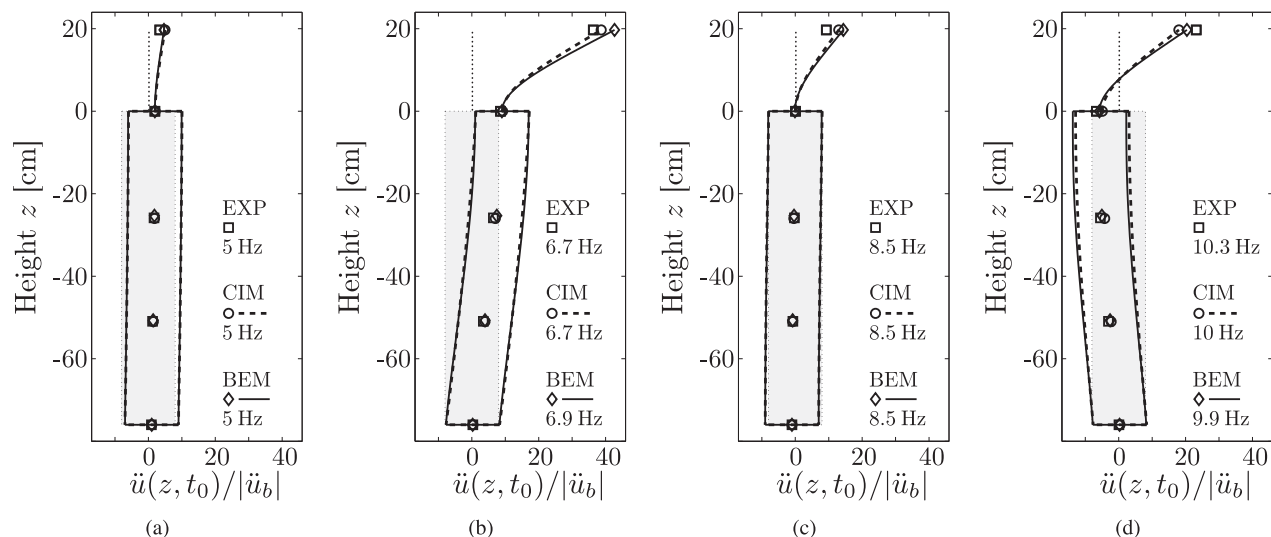 20
0
-20
-40
-60
Height z [cm]
EXP
5 Hz
CIM
5 Hz
BEM
5 Hz
0 20 40
ü(z, t₀)/|ü_b|
(a)
20
0
-20
-40
-60
Height z [cm]
EXP
6.7 Hz
CIM
6.7 Hz
BEM
6.9 Hz
0 20 40
ü(z, t₀)/|ü_b|
(b)
20
0
-20
-40
-60
Height z [cm]
EXP
8.5 Hz
CIM
8.5 Hz
BEM
8.5 Hz
0 20 40
ü(z, t₀)/|ü_b|
(c)
20
0
-20
-40
-60
Height z [cm]
EXP
10.3 Hz
CIM
10 Hz
BEM
9.9 Hz
0 20 40
ü(z, t₀)/|ü_b|
(d)